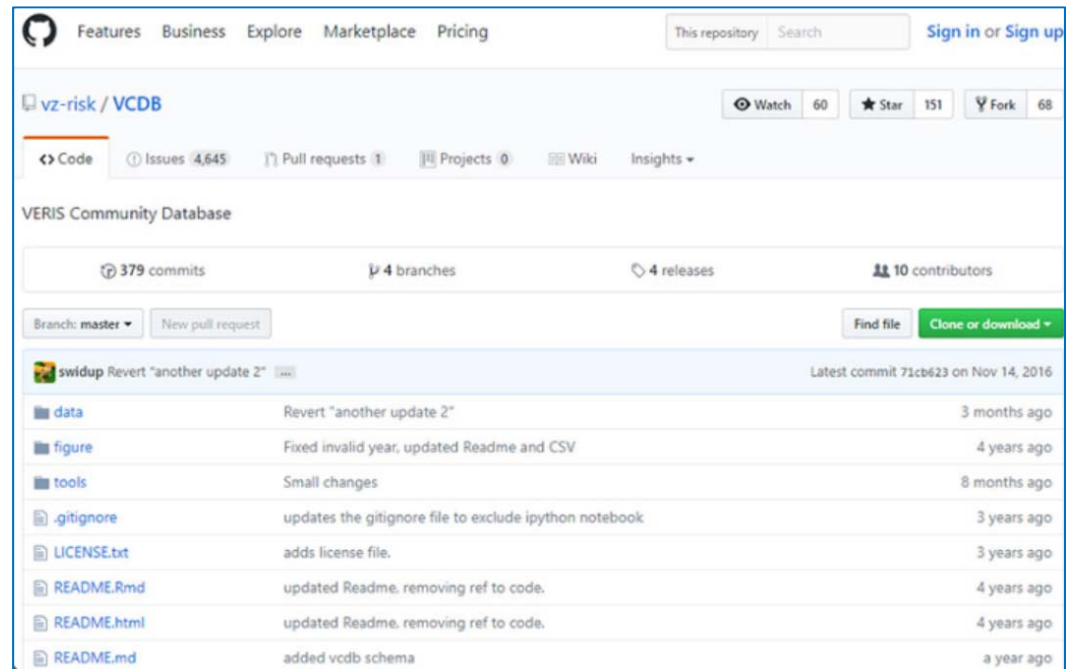 Features Business Explore Marketplace Pricing This repository Search Sign in or Sign up
vz-risk / VCDB Watch 60 Star 151 Fork 68
<> Code Issues 4,645 Pull requests 1 Projects 0 Wiki Insights
VERIS Community Database
379 commits 4 branches 4 releases 10 contributors
Branch: master New pull request Find file Clone or download
swidup Revert "another update 2" ... Latest commit 71cb623 on Nov 14, 2016
data Revert "another update 2" 3 months ago
figure Fixed invalid year, updated Readme and CSV 4 years ago
tools Small changes 8 months ago
.gitignore updates the gitignore file to exclude ipython notebook 3 years ago
LICENSE.txt adds license file. 3 years ago
README.Rmd updated Readme. removing ref to code. 4 years ago
README.html updated Readme. removing ref to code. 4 years ago
README.md added vcdb schema a year ago